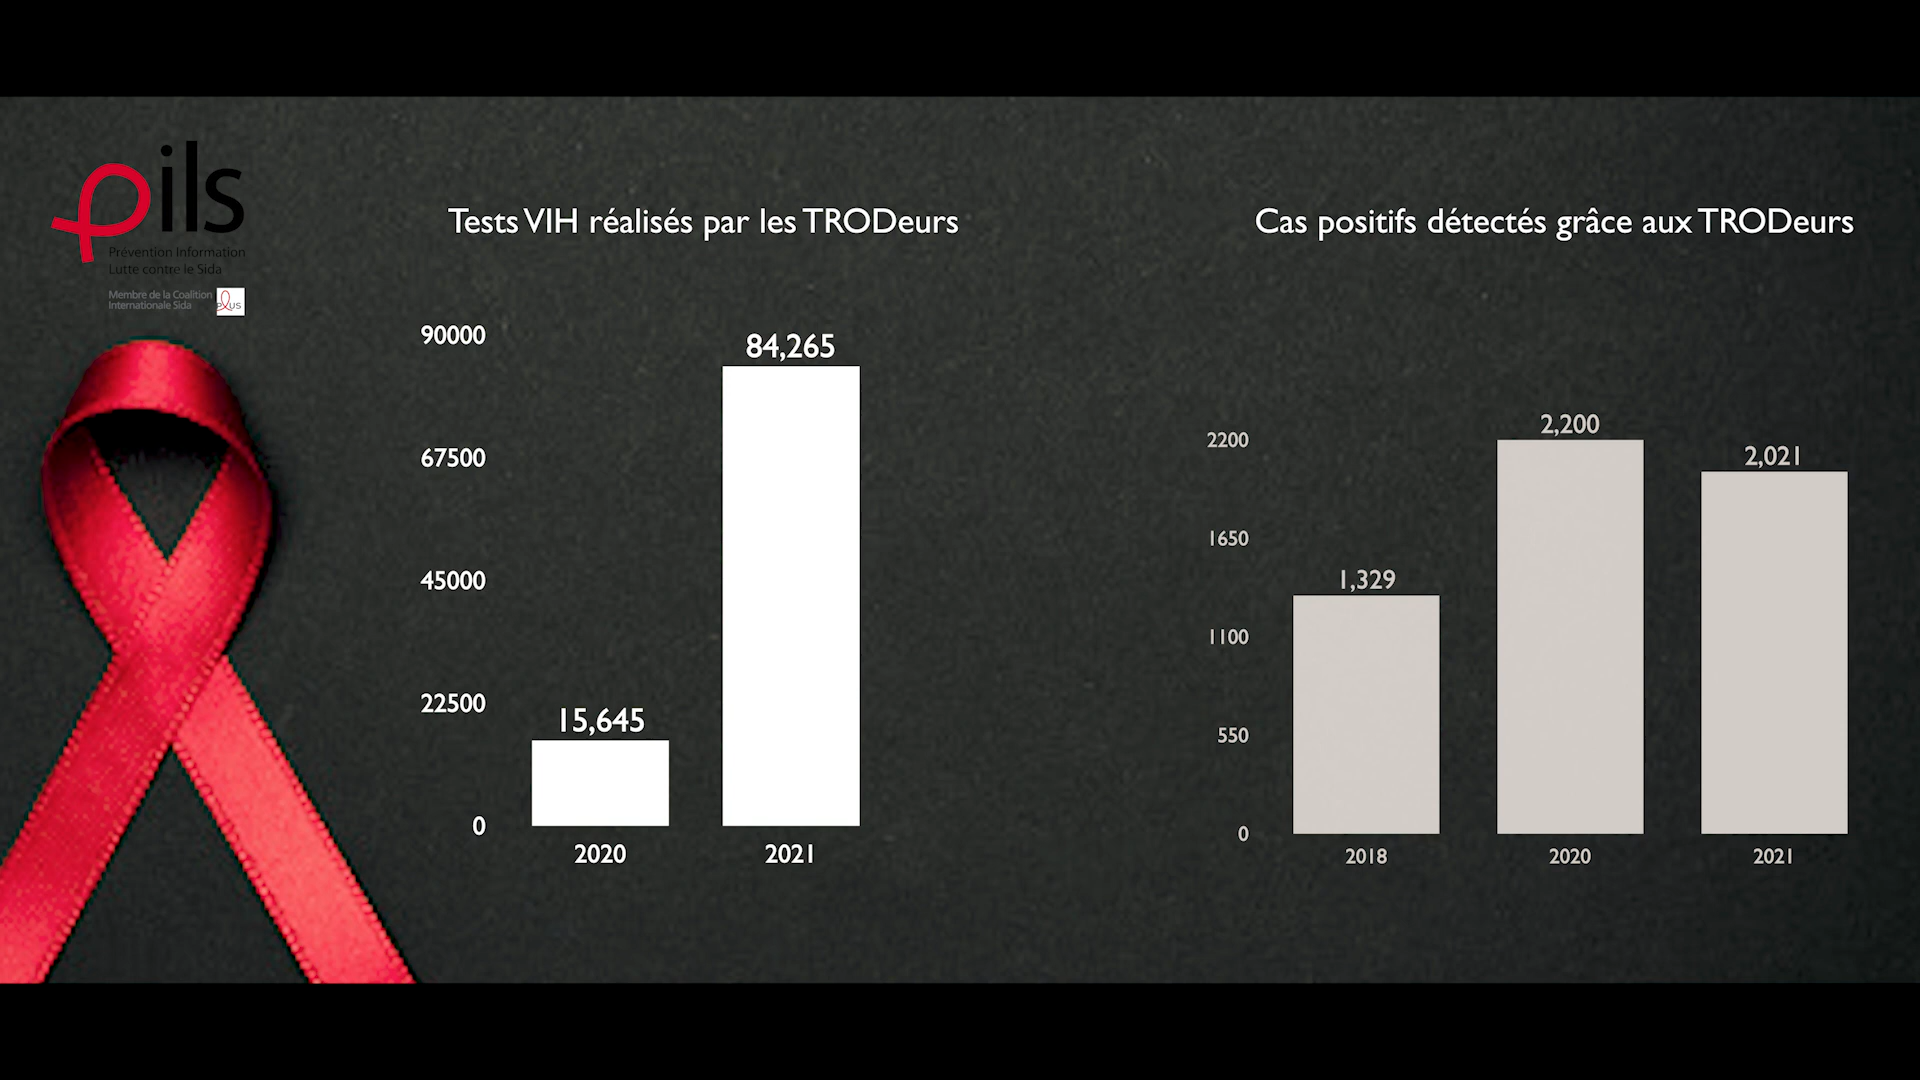 pils
Prévention Information
Lutte contre le Sida
Membre de la Coalition
Internationale Sida
PLUS
Tests VIH réalisés par les TRODeurs
90000
67500
45000
22500
0
15,645
84,265
2020
2021
Cas positifs détectés grâce aux TRODeurs
2200
1650
1100
550
0
1,329
2,200
2,021
2018
2020
2021